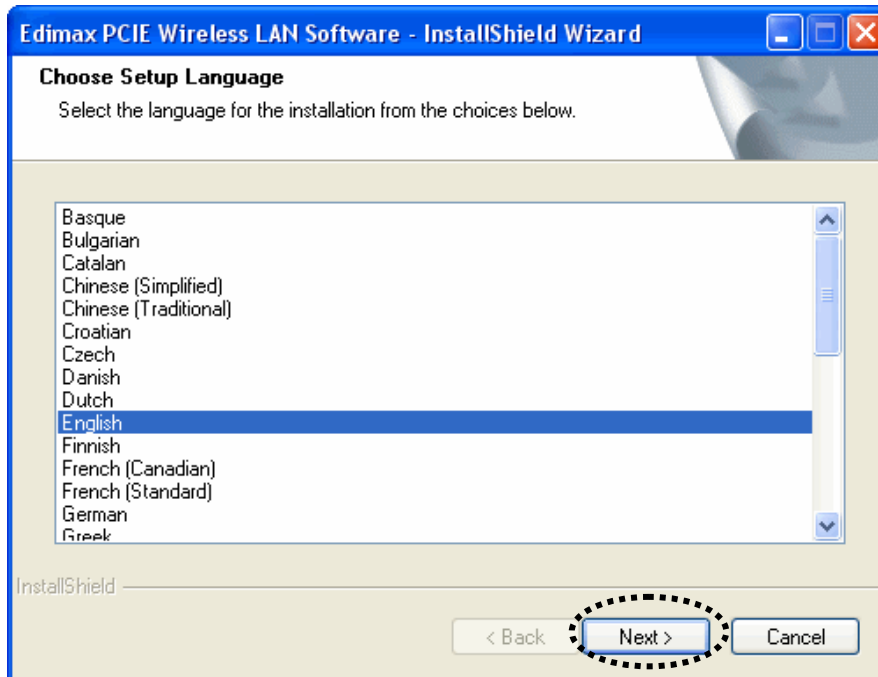 Edimax PCIE Wireless LAN Software - InstallShield Wizard
Choose Setup Language
Select the language for the installation from the choices below.
Basque
Bulgarian
Catalan
Chinese (Simplified)
Chinese (Traditional)
Croatian
Czech
Danish
Dutch
English
Finnish
French (Canadian)
French (Standard)
German
Greek
InstallShield
< Back Next > Cancel